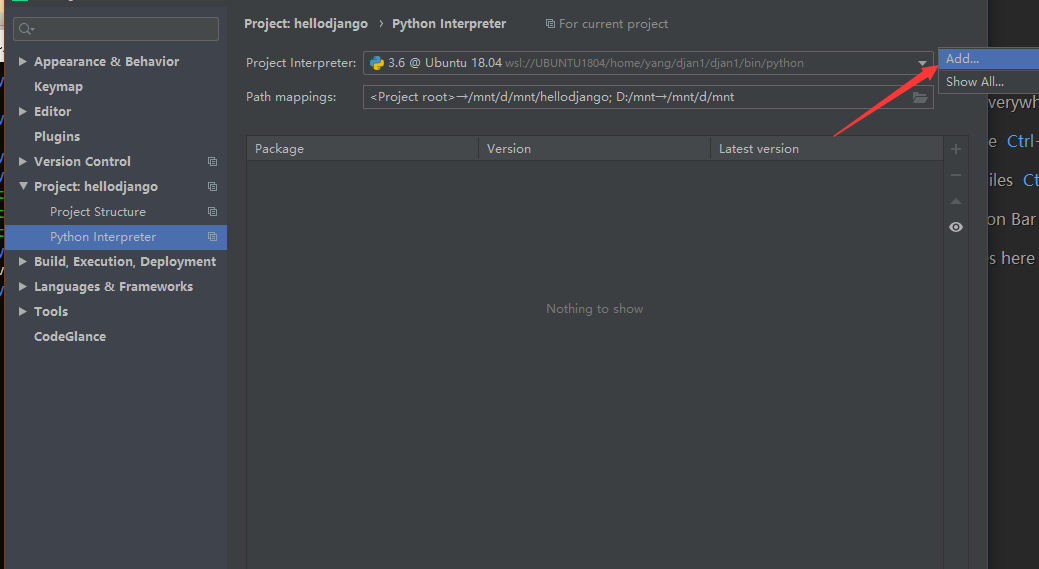 Project: hellodjango › Python Interpreter For current project
Appearance & Behavior
Keymap
Editor
Plugins
Version Control
Project: hellodjango
Project Structure
Python Interpreter
Build, Execution, Deployment
Languages & Frameworks
Tools
CodeGlance
Project Interpreter: 3.6 @ Ubuntu 18.04 wsl://UBUNTU1804/home/yang/djan1/djan1/bin/python
Path mappings: <Project root>→/mnt/d/mnt/hellodjango; D:/mnt→/mnt/d/mnt
Package Version Latest version
Nothing to show
Add...
Show All...
Ctrl
on Bar
here